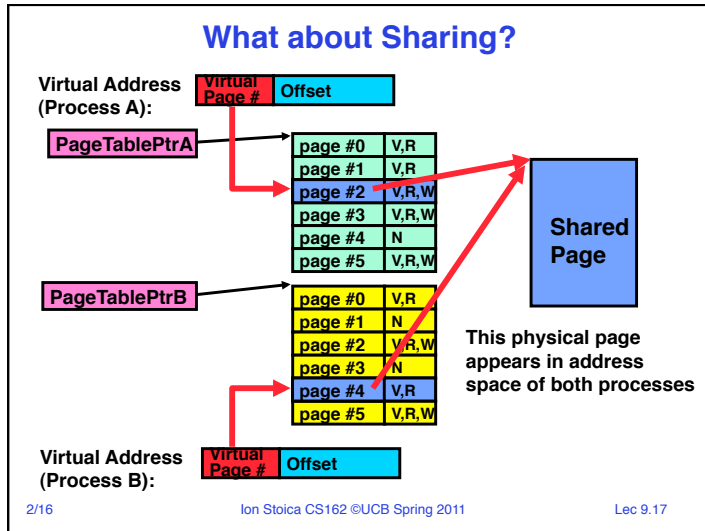 What about Sharing?
Virtual Address
(Process A):
Virtual
Page #
Offset
PageTablePtrA
page #0 V,R
page #1 V,R
page #2 V,R,W
page #3 V,R,W
page #4 N
page #5 V,R,W
Shared
Page
PageTablePtrB
page #0 V,R
page #1 N
page #2 V,R,W
page #3 N
page #4 V,R
page #5 V,R,W
This physical page
appears in address
space of both processes
Virtual Address
(Process B):
Virtual
Page #
Offset
2/16 Ion Stoica CS162 ©UCB Spring 2011 Lec 9.17